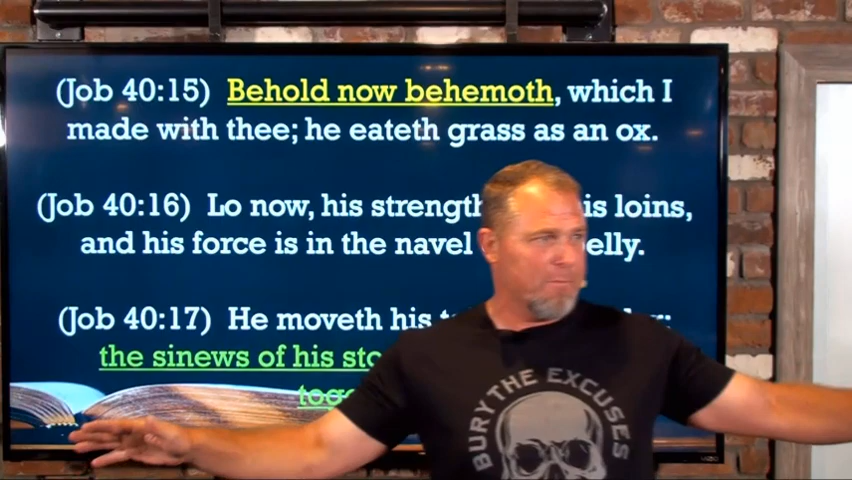 (Job 40:15) Behold now behemoth, which I
made with thee; he eateth grass as an ox.
(Job 40:16) Lo now, his strength is loins,
and his force is in the navel elly.
(Job 40:17) He moveth his
the sinews of his sto
toge
BURY THE EXCUSES
VIZIO